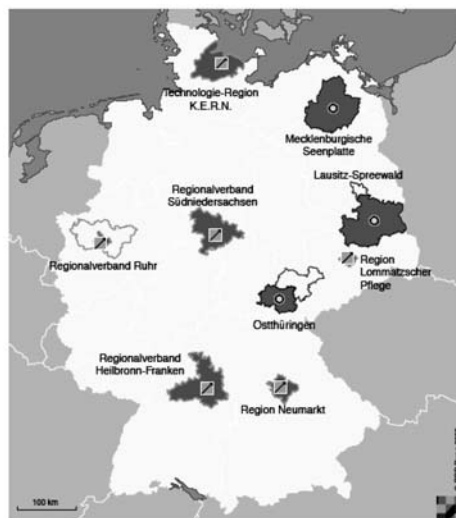 Technologie-Region
K.E.R.N.
Mecklenburgische
Seenplatte
Lausitz-Spreewald
Regionalverband
Südniedersachsen
Regionalverband Ruhr
Region
Lommatzscher
Pflege
Ostthüringen
Regionalverband
Heilbronn-Franken
Region Neumarkt
100 km